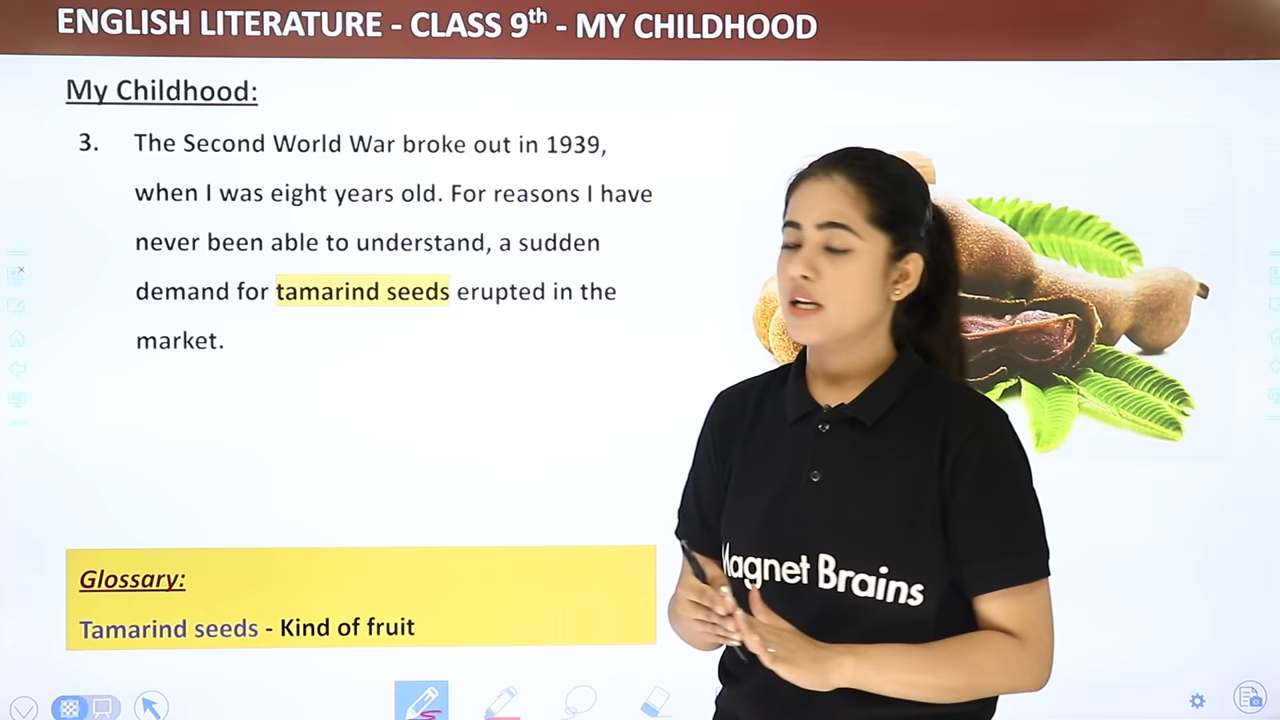 ENGLISH LITERATURE - CLASS 9th - MY CHILDHOOD
My Childhood:
3. The Second World War broke out in 1939,
when I was eight years old. For reasons I have
never been able to understand, a sudden
demand for tamarind seeds erupted in the
market.
Glossary:
Tamarind seeds - Kind of fruit
Magnet Brains